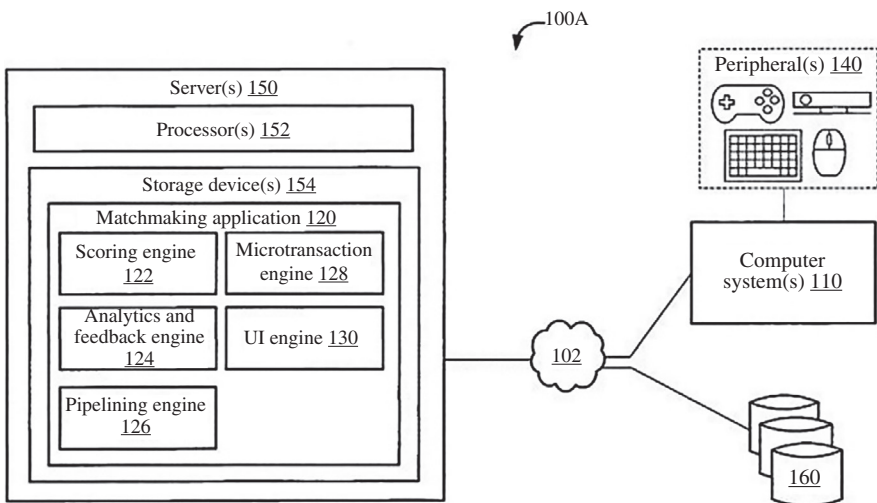 100A
Server(s) 150
Processor(s) 152
Storage device(s) 154
Matchmaking application 120
Scoring engine
122
Microtransaction
engine 128
Analytics and
feedback engine
124
UI engine 130
Pipelining engine
126
102
Peripheral(s) 140
Computer
system(s) 110
160